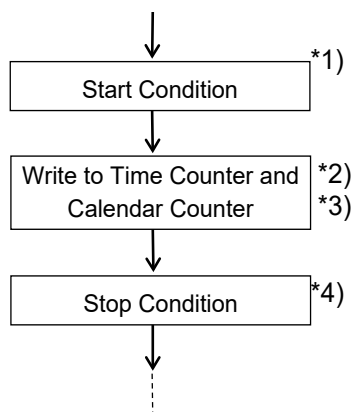 *1)
Start Condition
Write to Time Counter and
*2)
Calendar Counter
*3)
Stop Condition
*4)